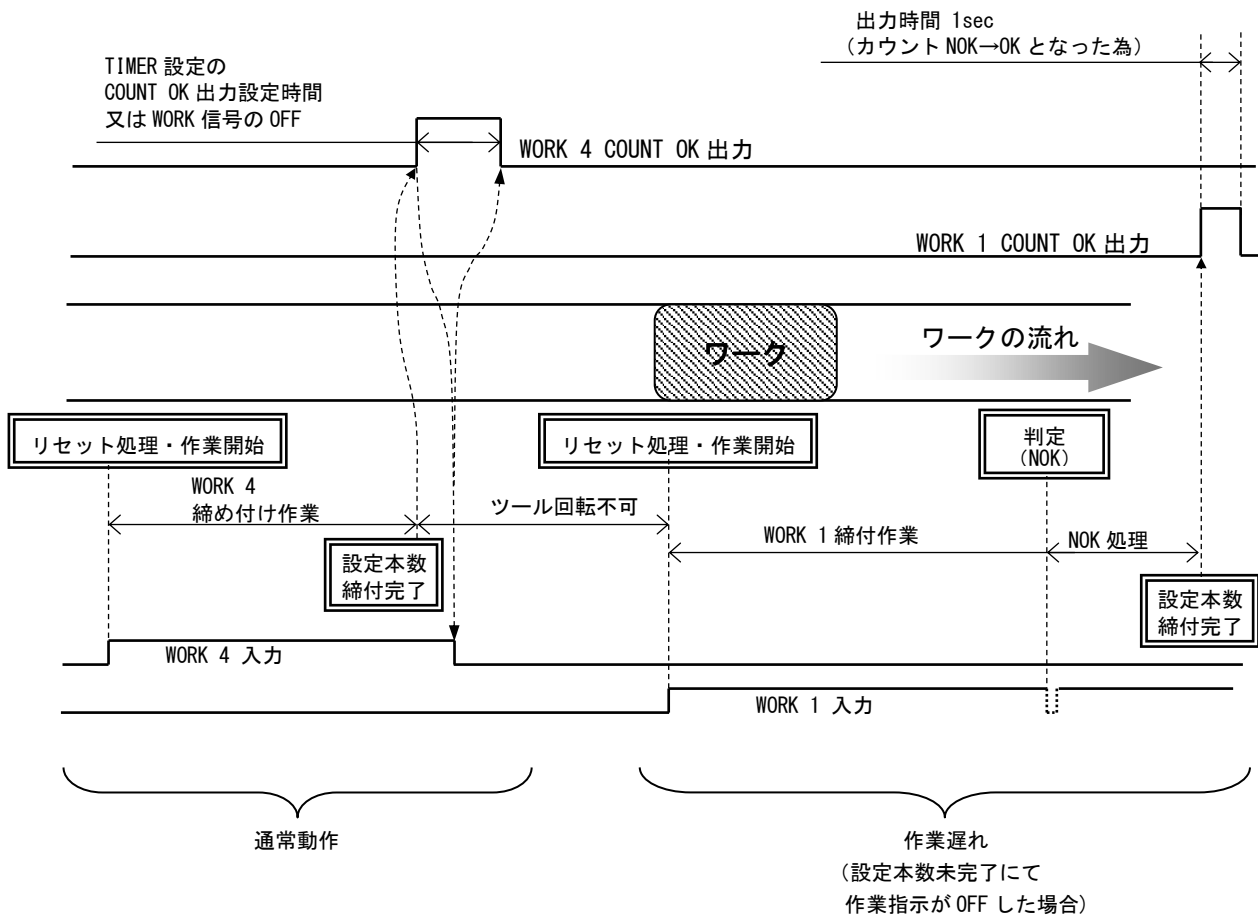 出力時間 1sec
(カウント NOK→OK となった為)
TIMER 設定の
COUNT OK 出力設定時間
又は WORK 信号の OFF
WORK 4 COUNT OK 出力
WORK 1 COUNT OK 出力
ワーク
ワークの流れ
リセット処理・作業開始
リセット処理・作業開始
判定
(NOK)
WORK 4
締め付け作業
ツール回転不可
WORK 1 締付作業
NOK 処理
設定本数
締付完了
設定本数
締付完了
WORK 4 入力
WORK 1 入力
通常動作
作業遅れ
(設定本数未完了にて
作業指示が OFF した場合)